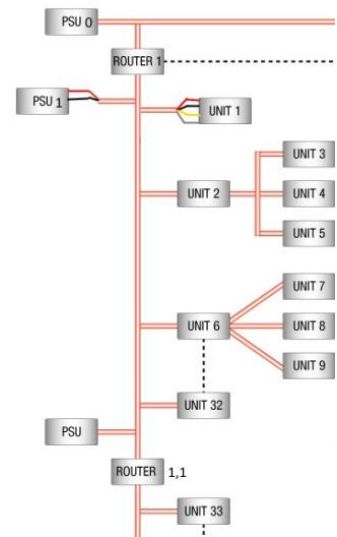 PSU 0
ROUTER 1
PSU 1
UNIT 1
UNIT 3
UNIT 2
UNIT 4
UNIT 5
UNIT 7
UNIT 6
UNIT 8
UNIT 9
UNIT 32
PSU
ROUTER 1,1
UNIT 33